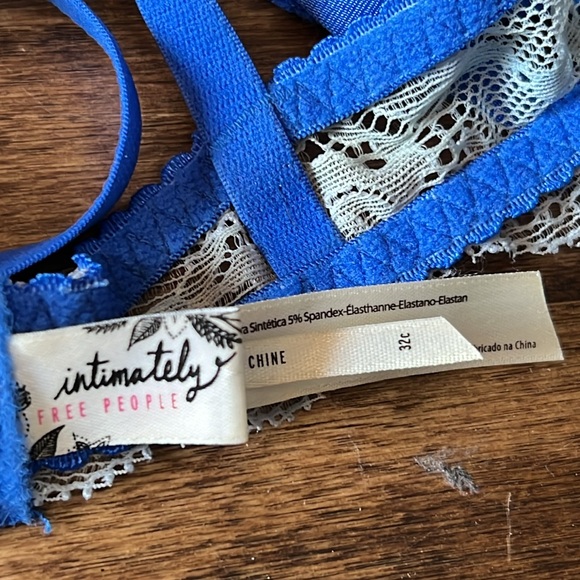 intimately
FREE PEOPLE
Sintética 5% Spandex-Élasthanne-Elastano-Elastan
CHINE
32c
ricado na China